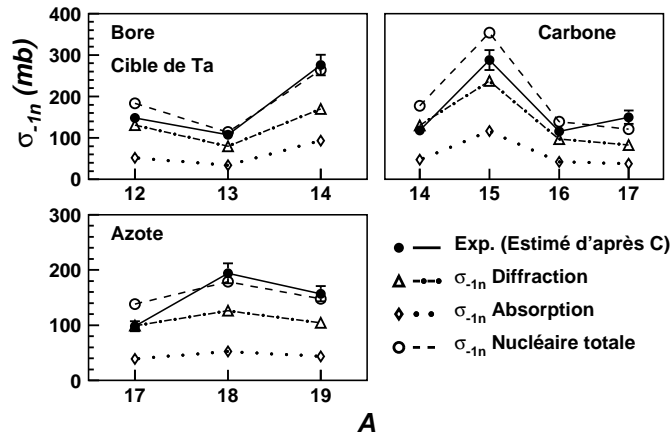 400
300
200
100
0
σ-1n (mb)
Bore
Cible de Ta
12 13 14
Carbone
14 15 16 17
300
200
100
0
Azote
17 18 19
A
Exp. (Estimé d'après C)
σ-1n Diffraction
σ-1n Absorption
σ-1n Nucléaire totale